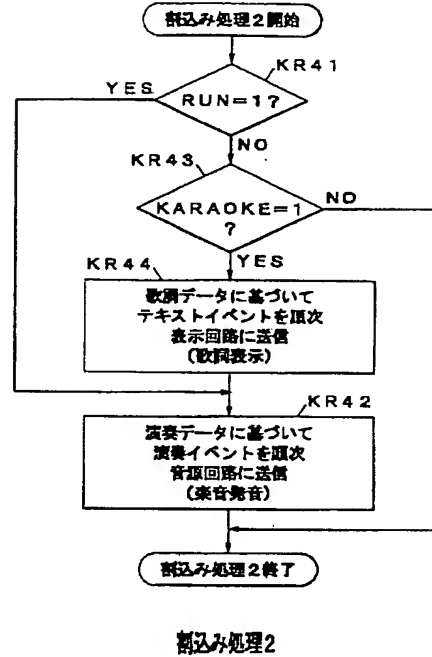 割込み処理2開始
KR41
YES
RUN=1?
NO
KR43
KARAOKE=1
?
NO
YES
KR44
歌詞データに基づいて
テキストイベントを順次
表示回路に送信
(歌詞表示)
KR42
演奏データに基づいて
演奏イベントを順次
音源回路に送信
(楽音発音)
割込み処理2終了
割込み処理2